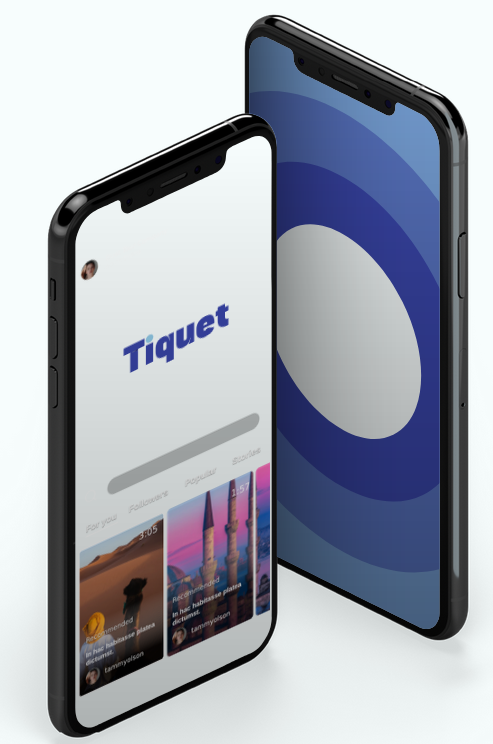 Tiquet
For you Followers Popular Stories
3:05
Recommended
In hac habitasse platea
dictumst.
tammyolson
1:57
Recommended
In hac habitasse platea
dictumst.
tammyolson